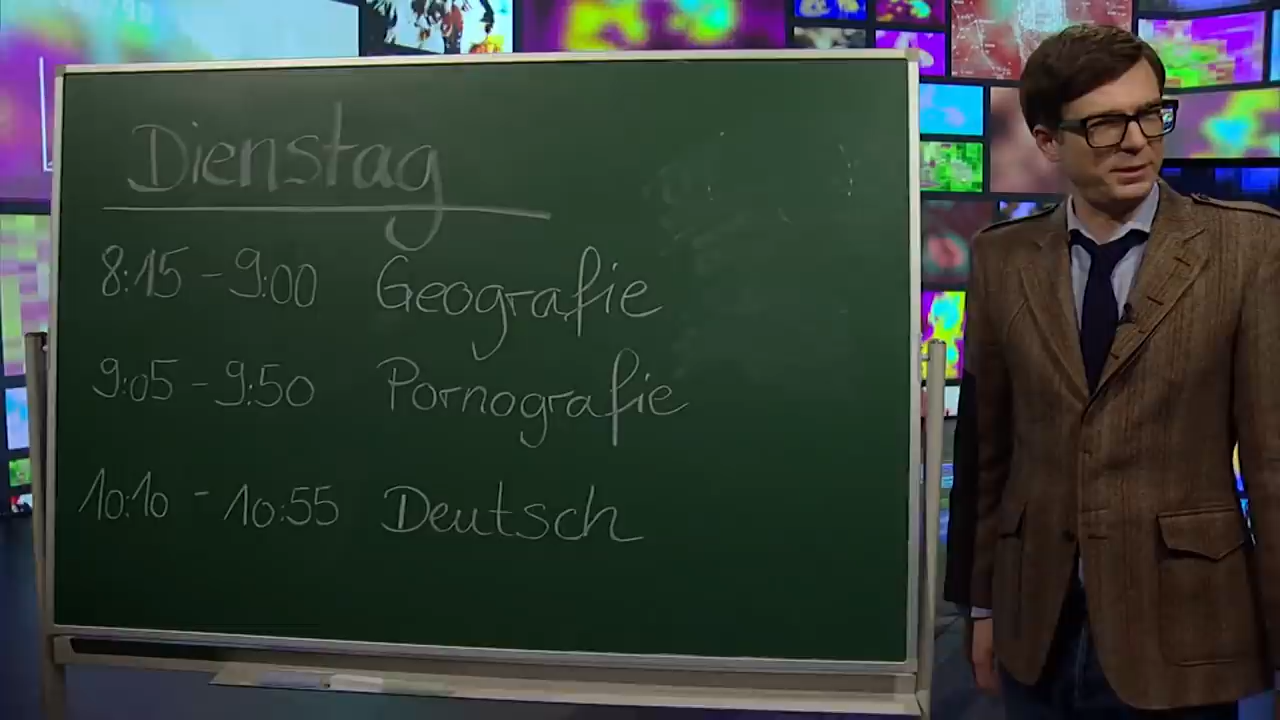 Dienstag
8:15 - 9:00 Geografie
9:05 - 9:50 Pornografie
10:10 - 10:55 Deutsch